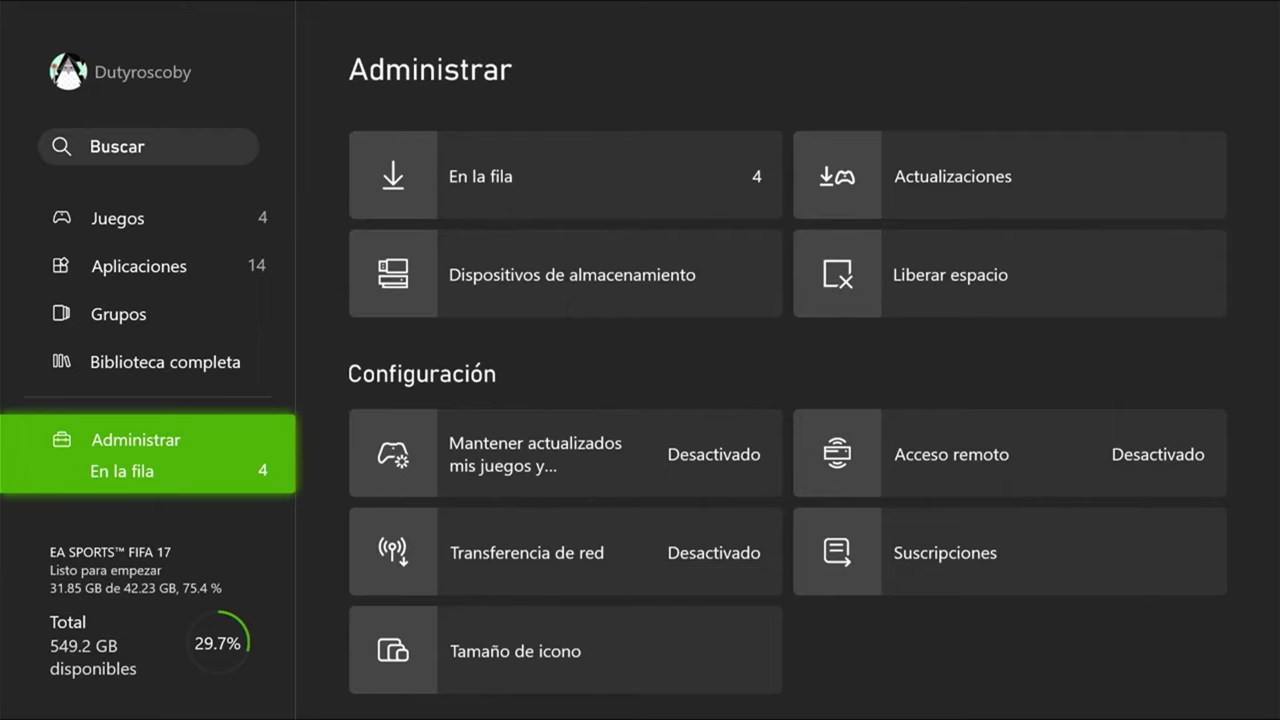 Dutyroscoby
Buscar
Juegos 4
Aplicaciones 14
Grupos
Biblioteca completa
Administrar
En la fila 4
EA SPORTS™ FIFA 17
Listo para empezar
31.85 GB de 42.23 GB, 75.4 %
Total
549.2 GB
disponibles
29.7%
Administrar
En la fila 4
Actualizaciones
Dispositivos de almacenamiento
Liberar espacio
Configuración
Mantener actualizados
mis juegos y...
Desactivado
Acceso remoto Desactivado
Transferencia de red Desactivado
Suscripciones
Tamaño de icono